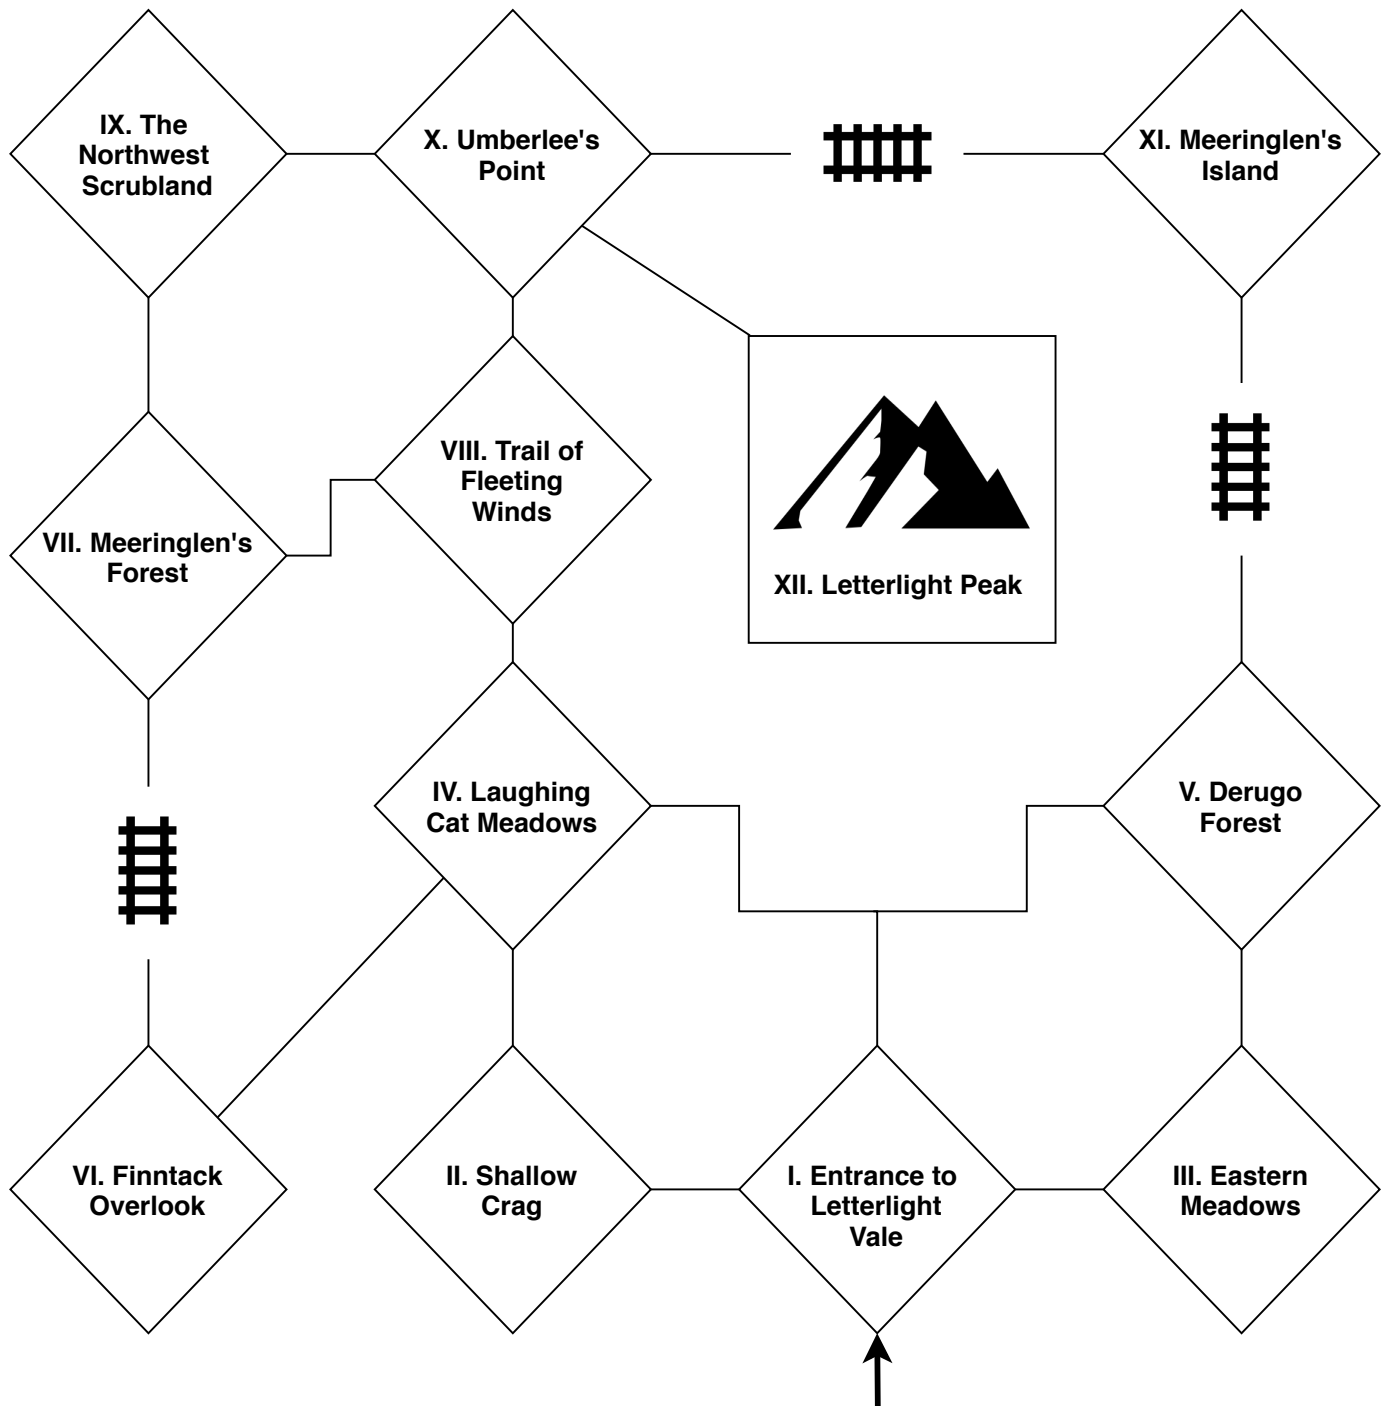 IX. The
Northwest
Scrubland
X. Umberlee's
Point
XI. Meeringlen's
Island
VIII. Trail of
Fleeting
Winds
VII. Meeringlen's
Forest
XII. Letterlight Peak
IV. Laughing
Cat Meadows
V. Derugo
Forest
VI. Finntack
Overlook
II. Shallow
Crag
I. Entrance to
Letterlight
Vale
III. Eastern
Meadows